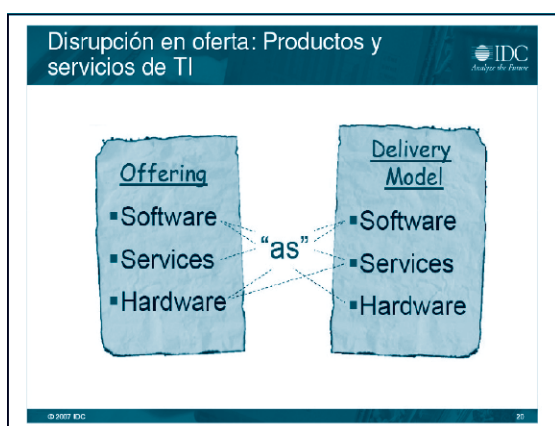 Disrupción en oferta: Productos y
servicios de TI
IDC
Analyze the Future
Offering
▪Software
▪Services
▪Hardware
"as"
Delivery
Model
▪Software
▪Services
▪Hardware
© 2007 IDC
20